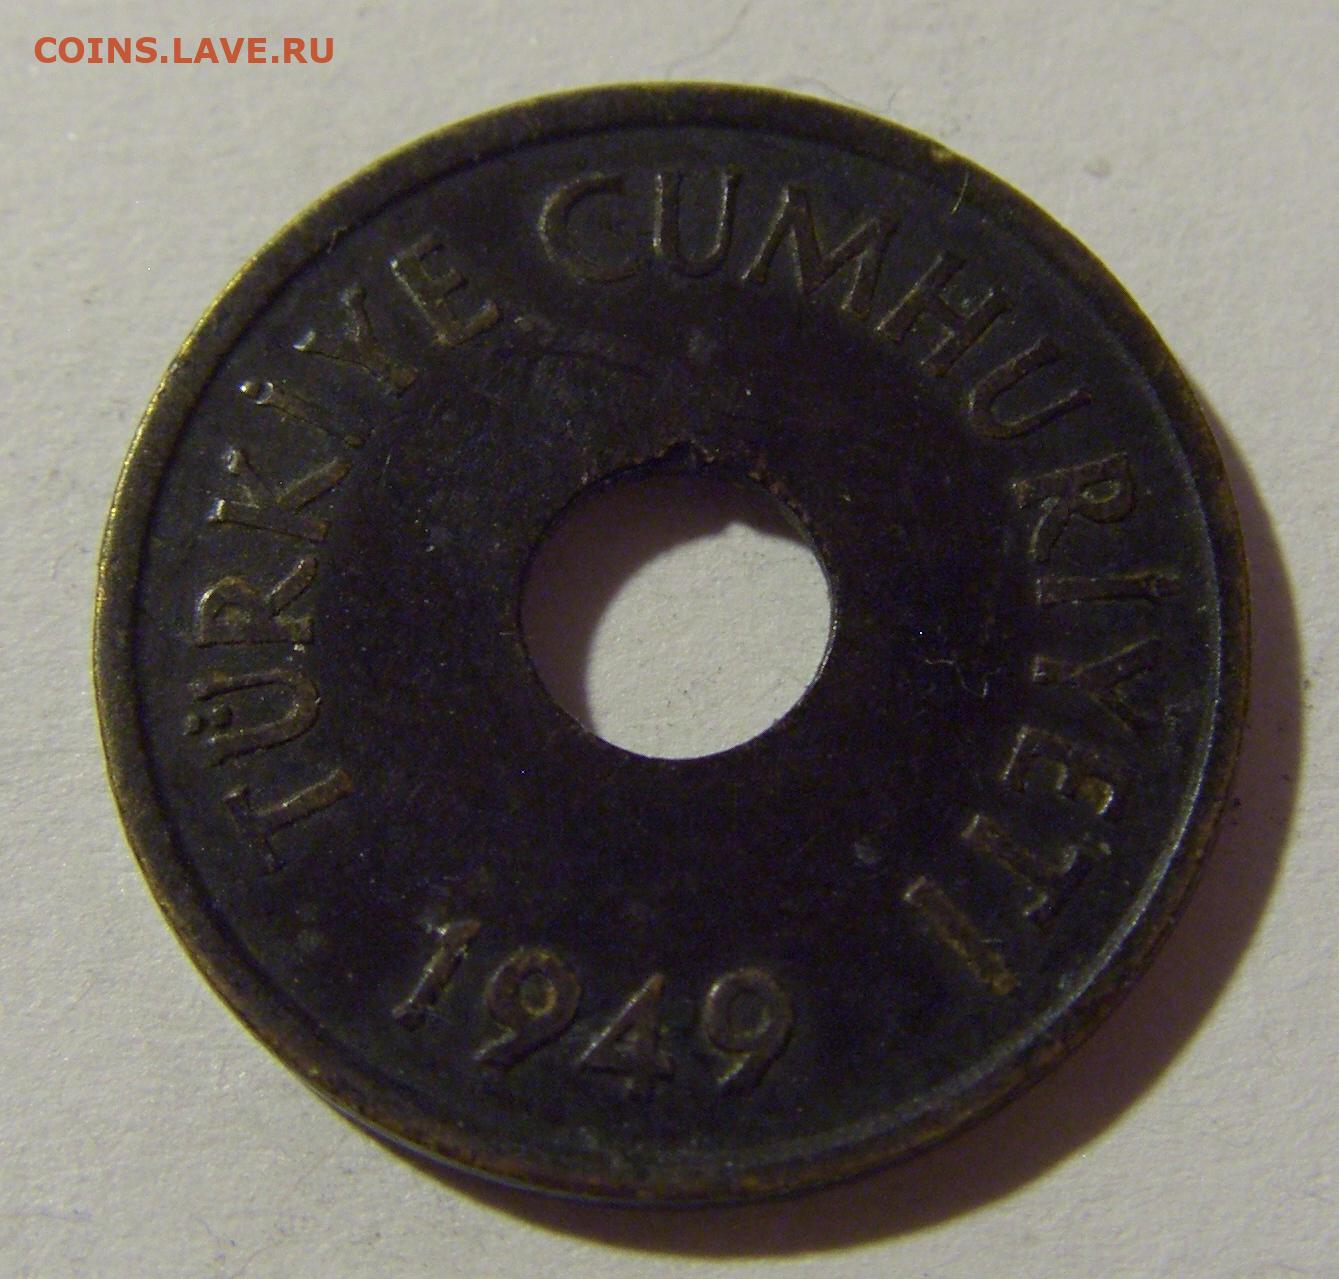 COINS.LAVE.RU
TÜRKİYE CUMHURİYETİ
1949